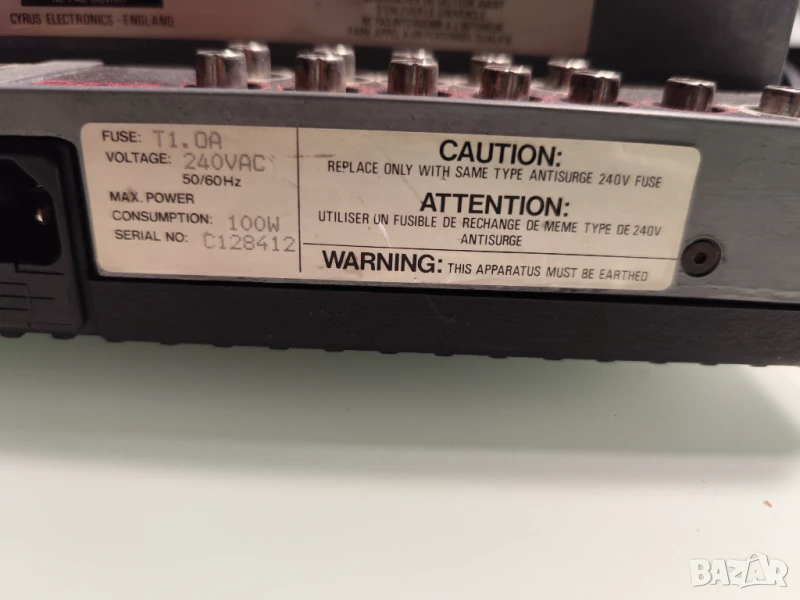 CYRUS ELECTRONICS - ENGLAND
FUSE: T1.0A
VOLTAGE: 240VAC
50/60Hz
MAX. POWER
CONSUMPTION: 100W
SERIAL NO: C128412
CAUTION:
REPLACE ONLY WITH SAME TYPE ANTISURGE 240V FUSE
ATTENTION:
UTILISER UN FUSIBLE DE RECHANGE DE MEME TYPE DE 240V
ANTISURGE
WARNING: THIS APPARATUS MUST BE EARTHED
BAZAR